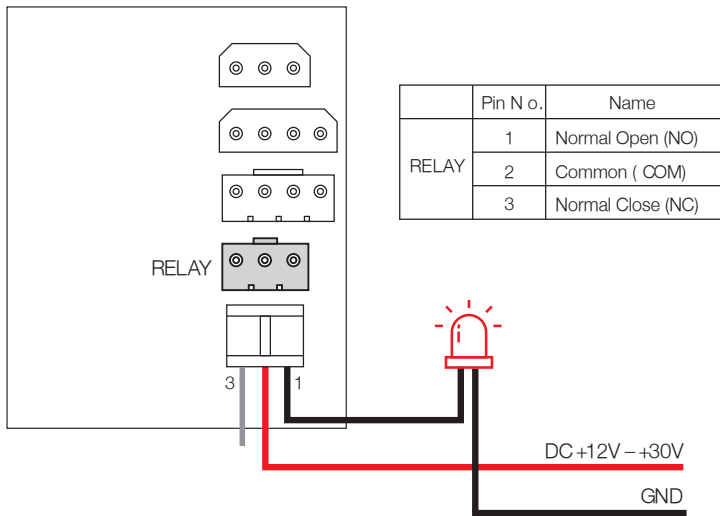 Pin N o. Name
RELAY
1 Normal Open (NO)
2 Common ( COM)
3 Normal Close (NC)
RELAY
3 1
DC +12V – +30V
GND